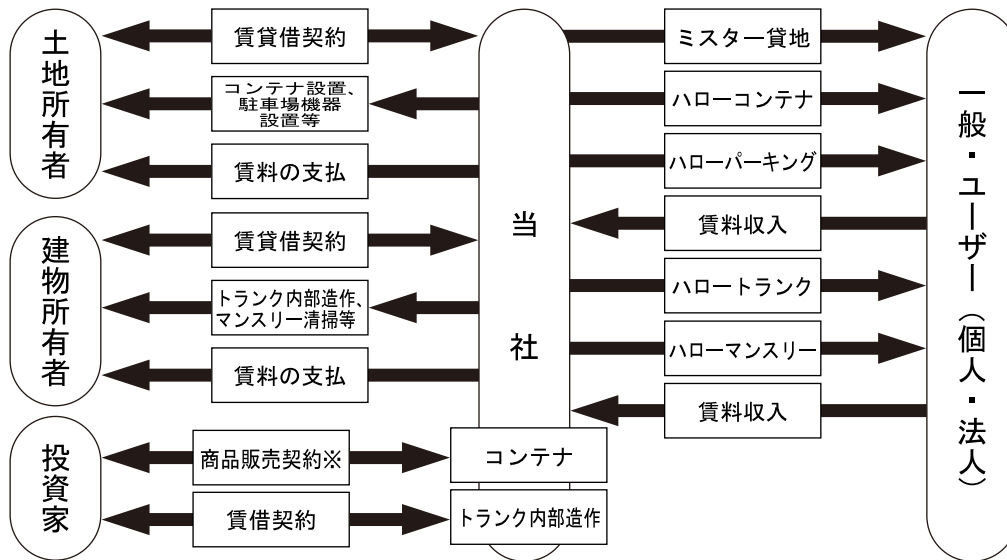 土地所有者
賃貸借契約
コンテナ設置、
駐車場機器
設置等
賃料の支払
建物所有者
賃貸借契約
トランク内部造作、
マンスリー清掃等
賃料の支払
投資家
商品販売契約※
賃借契約
当社
コンテナ
トランク内部造作
ミスター貸地
ハローコンテナ
ハローパーキング
賃料収入
ハロートランク
ハローマンスリー
賃料収入
一般・ユーザー（個人・法人）